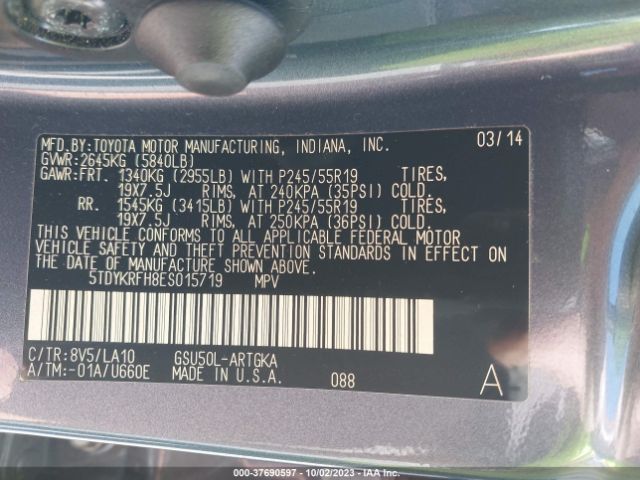 MFD.BY:TOYOTA MOTOR MANUFACTURING, INDIANA, INC. 03/14
GVWR:2645KG (5840LB)
GAWR:FRT. 1340KG (2955LB) WITH P245/55R19 TIRES,
19X7.5J RIMS, AT 240KPA (35PSI) COLD.
RR. 1545KG (3415LB) WITH P245/55R19 TIRES,
19X7.5J RIMS, AT 250KPA (36PSI) COLD.
THIS VEHICLE CONFORMS TO ALL APPLICABLE FEDERAL MOTOR
VEHICLE SAFETY AND THEFT PREVENTION STANDARDS IN EFFECT ON
THE DATE OF MANUFACTURE SHOWN ABOVE.
5TDYKRFH8ES015719 MPV
C/TR:8V5/LA10 GSU50L-ARTGKA
A/TM:-01A/U660E MADE IN U.S.A. 088 A
000-37690597 - 10/02/2023 - IAA Inc.